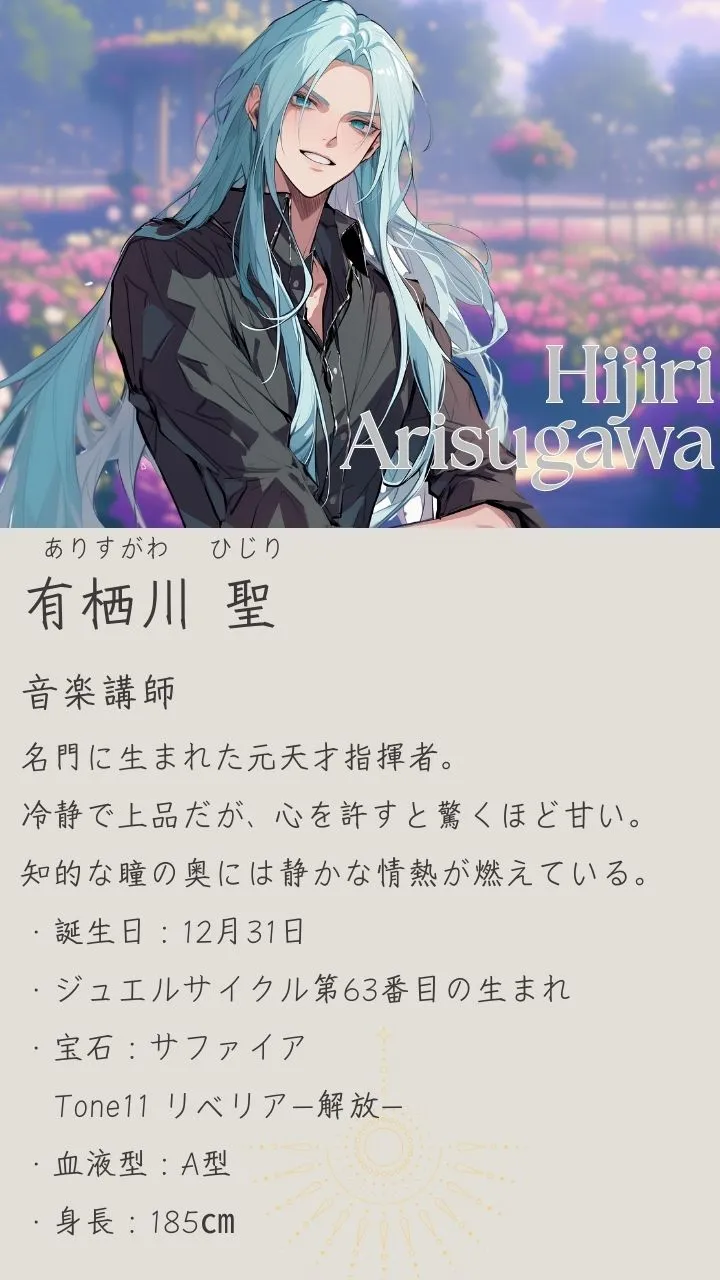 Hijiri
Arisugawa
ありすがわ ひじり
有栖川 聖
音楽講師
名門に生まれた元天才指揮者。
冷静で上品だが、心を許すと驚くほど甘い。
知的な瞳の奥には静かな情熱が燃えている。
・誕生日：12月31日
・ジュエルサイクル第63番目の生まれ
・宝石：サファイア
Tone11 リベリアー解放ー
・血液型：A型
・身長：185cm